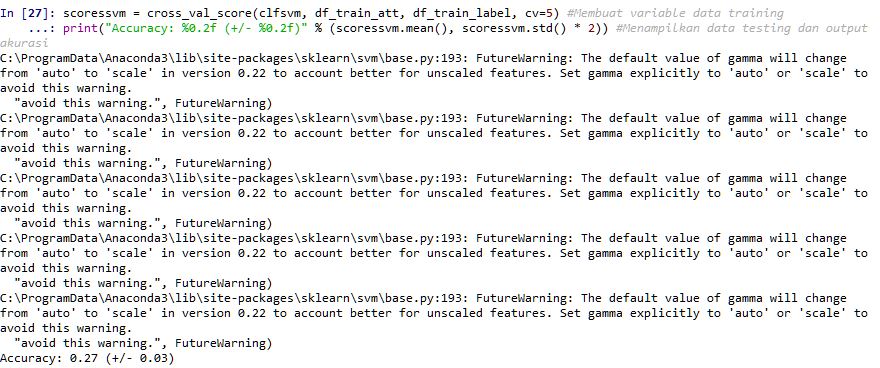 In [27]: scoressvm = cross_val_score(clfsvm, df_train_att, df_train_label, cv=5) #Membuat variable data training
    ...: print("Accuracy: %0.2f (+/- %0.2f)" % (scoressvm.mean(), scoressvm.std() * 2)) #Menampilkan data testing dan output
akurasi
C:\ProgramData\Anaconda3\lib\site-packages\sklearn\svm\base.py:193: FutureWarning: The default value of gamma will change
from 'auto' to 'scale' in version 0.22 to account better for unscaled features. Set gamma explicitly to 'auto' or 'scale' to
avoid this warning.
  "avoid this warning.", FutureWarning)
C:\ProgramData\Anaconda3\lib\site-packages\sklearn\svm\base.py:193: FutureWarning: The default value of gamma will change
from 'auto' to 'scale' in version 0.22 to account better for unscaled features. Set gamma explicitly to 'auto' or 'scale' to
avoid this warning.
  "avoid this warning.", FutureWarning)
C:\ProgramData\Anaconda3\lib\site-packages\sklearn\svm\base.py:193: FutureWarning: The default value of gamma will change
from 'auto' to 'scale' in version 0.22 to account better for unscaled features. Set gamma explicitly to 'auto' or 'scale' to
avoid this warning.
  "avoid this warning.", FutureWarning)
C:\ProgramData\Anaconda3\lib\site-packages\sklearn\svm\base.py:193: FutureWarning: The default value of gamma will change
from 'auto' to 'scale' in version 0.22 to account better for unscaled features. Set gamma explicitly to 'auto' or 'scale' to
avoid this warning.
  "avoid this warning.", FutureWarning)
C:\ProgramData\Anaconda3\lib\site-packages\sklearn\svm\base.py:193: FutureWarning: The default value of gamma will change
from 'auto' to 'scale' in version 0.22 to account better for unscaled features. Set gamma explicitly to 'auto' or 'scale' to
avoid this warning.
  "avoid this warning.", FutureWarning)
Accuracy: 0.27 (+/- 0.03)